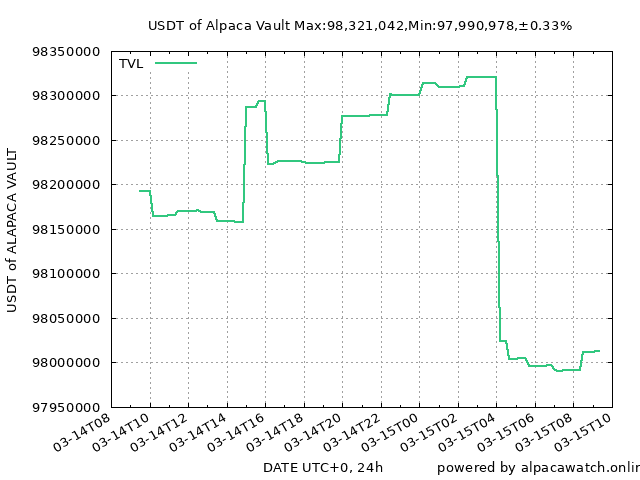 USDT of Alpaca Vault Max:98,321,042,Min:97,990,978,±0.33%
TVL
USDT of ALAPACA VAULT
98350000
98300000
98250000
98200000
98150000
98100000
98050000
98000000
97950000
03-14T08
03-14T10
03-14T12
03-14T14
03-14T16
03-14T18
03-14T20
03-14T22
03-15T00
03-15T02
03-15T04
03-15T06
03-15T08
03-15T10
DATE UTC+0, 24h
powered by alpacawatch.onlin